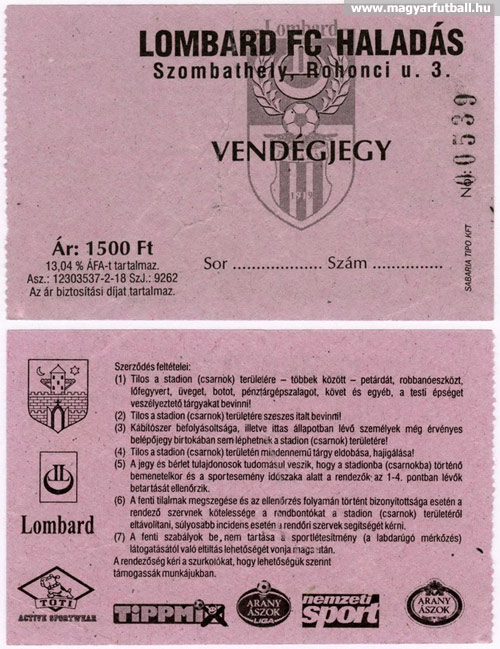 www.magyarfutball.hu
Lombard
LOMBARD FC HALADÁS
Szombathely, Rohonci u. 3.
VENDÉGJEGY
No: 00539
1919
Ár: 1500 Ft
13,04 % ÁFA-t tartalmaz.
Asz.: 12303537-2-18 SzJ.: 9262
Az ár biztosítási díjat tartalmaz.
Sor .................... Szám ...............
SABARIA TIPO KFT
Szerződés feltételei:
(1) Tilos a stadion (csarnok) területére – többek között – petárdát, robbanóeszközt,
lőfegyvert, üveget, botot, pénztárgépszalagot, követ és egyéb, a testi épséget
veszélyeztető tárgyakat bevinni!
(2) Tilos a stadion (csarnok) területére szeszes italt bevinni!
(3) Kábítószer befolyásoltsága, illetve ittas állapotban lévő személyek még érvényes
belépőjegy birtokában sem léphetnek a stadion (csarnok) területére!
(4) Tilos a stadion (csarnok) területén mindennemű tárgy eldobása, hajigálása!
(5) A jegy és bérlet tulajdonosok tudomásul veszik, hogy a stadionba (csarnokba) történő
bemenetelkor és a sportesemény időszaka alatt a rendezők az 1-4. pontban lévők
betartását ellenőrzik.
(6) A fenti tilalmak megszegése és az ellenőrzés folyamán történt bizonyítottsága esetén a
rendező szervnek kötelessége a rendbontókat a stadion (csarnok) területéről
eltávolítani, súlyosabb incidens esetén a rendőri szervek segítségét kérni.
(7) A fenti szabályok be nem tartása a sportlétesítmény (a labdarúgó mérkőzés)
látogatásától való eltiltás lehetőségét vonja maga után.
A rendezőség kéri a szurkolókat, hogy lehetőségük szerint
támogassák munkájukban.
Lombard
TOTI
ACTIVE SPORTWEAR
TIPPMIX
ARANY
ÁSZOK
LIGA
nemzeti
sport
ARANY
ÁSZOK